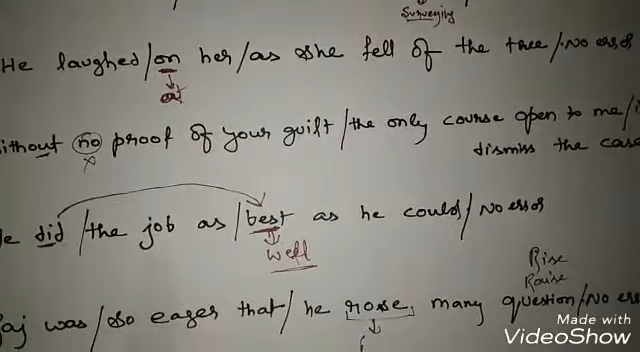 surveying
He laughed/on her/as she fell of the tree/No error
at
without no proof of your guilt/the only course open to me/
dismiss the case
He did/the job as/best as he could/No error
well
Rise
Raise
Raj was/so eager that/he rose, many question/No
Made with
VideoShow